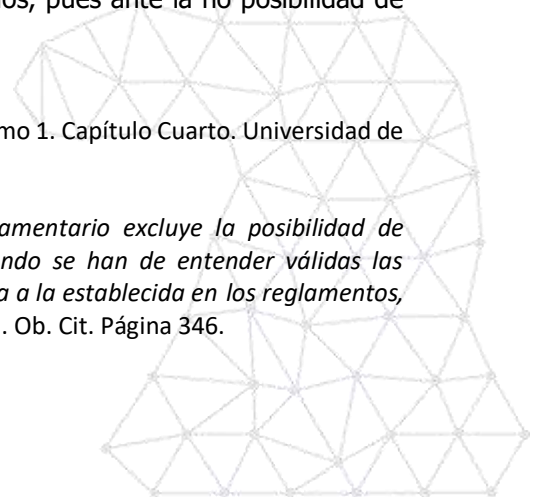 os, pues ante la no posibilidad de
mo 1. Capítulo Cuarto. Universidad de
amentario excluye la posibilidad de
ndo se han de entender válidas las
a a la establecida en los reglamentos,
. Ob. Cit. Página 346.